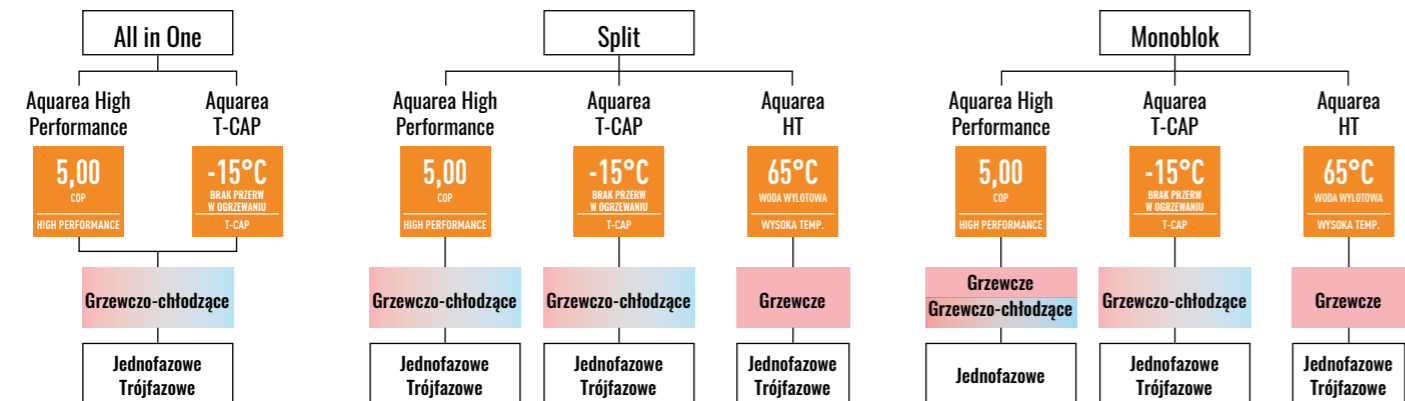 All in One
Aquarea High
Performance
5,00
COP
HIGH PERFORMANCE
Aquarea
T-CAP
-15°C
BRAK PRZERW
W OGRZEWANIU
T-CAP
Grzewczo-chłodzące
Jednofazowe
Trójfazowe
Split
Aquarea High
Performance
5,00
COP
HIGH PERFORMANCE
Grzewczo-chłodzące
Jednofazowe
Trójfazowe
Aquarea
T-CAP
-15°C
BRAK PRZERW
W OGRZEWANIU
T-CAP
Grzewczo-chłodzące
Jednofazowe
Trójfazowe
Aquarea
HT
65°C
WODA WYLOTOWA
WYSOKA TEMP.
Grzewcze
Jednofazowe
Trójfazowe
Monoblok
Aquarea High
Performance
5,00
COP
HIGH PERFORMANCE
Grzewcze
Grzewczo-chłodzące
Jednofazowe
Aquarea
T-CAP
-15°C
BRAK PRZERW
W OGRZEWANIU
T-CAP
Grzewczo-chłodzące
Jednofazowe
Trójfazowe
Aquarea
HT
65°C
WODA WYLOTOWA
WYSOKA TEMP.
Grzewcze
Jednofazowe
Trójfazowe